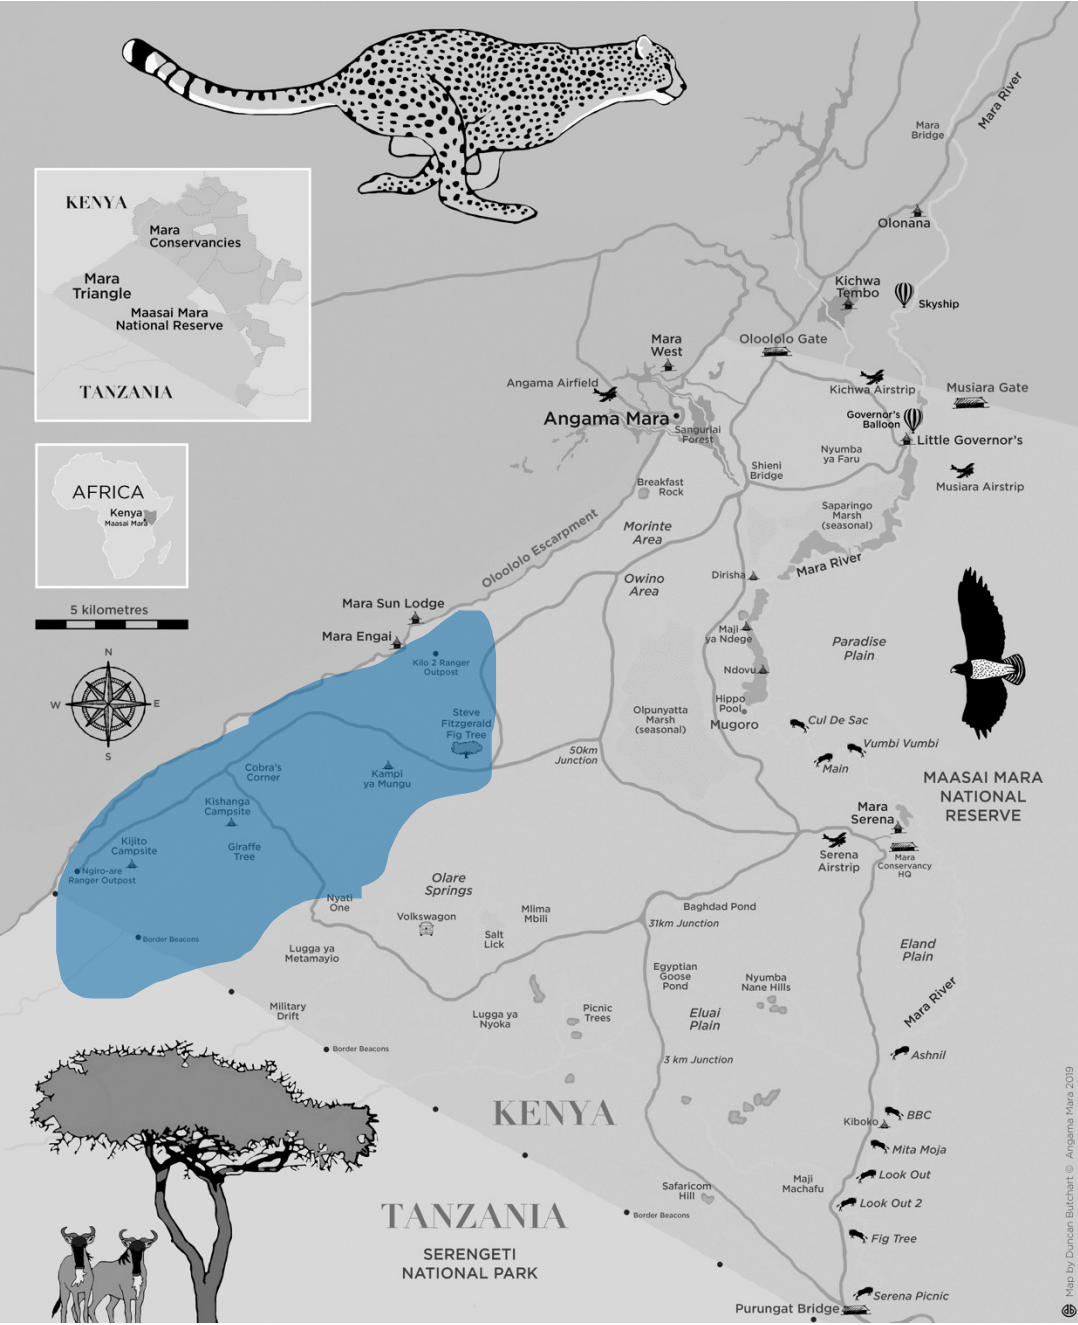 Mara River
Mara
Bridge
KENYA
Mara
Conservancies
Mara
Triangle
Maasai Mara
National Reserve
TANZANIA
Olonana
Kichwa
Tembo
Skyship
Mara
West
Oloololo Gate
Angama Airfield
Kichwa Airstrip
Musiara Gate
Angama Mara
Governor's
Balloon
Sangurlai
Forest
Little Governor's
Nyumba
ya Faru
Shieni
Bridge
Musiara Airstrip
AFRICA
Kenya
Maasai Mara
Breakfast
Rock
Saparingo
Marsh
(seasonal)
Morinte
Area
Oloololo Escarpment
Mara River
Dirisha
Owino
Area
5 kilometres
Mara Sun Lodge
Mara Engai
Maji
ya Ndege
Paradise
Plain
N
W
E
S
Kilo 2 Ranger
Outpost
Ndovu
Hippo
Pool
Mugoro
Steve
Fitzgerald
Fig Tree
Olpunyatta
Marsh
(seasonal)
Cul De Sac
Vumbi Vumbi
Main
50km
Junction
Cobra's
Corner
Kampi
ya Mungu
MAASAI MARA
NATIONAL
RESERVE
Kishanga
Campsite
Mara
Serena
Kijito
Campsite
Giraffe
Tree
Serena
Airstrip
Mara
Conservancy
HQ
Ngiro-are
Ranger Outpost
Olare
Springs
Nyati
One
Volkswagon
Mlima
Mbili
Baghdad Pond
31km Junction
Salt
Lick
Border Beacons
Lugga ya
Metamayio
Eland
Plain
Egyptian
Goose
Pond
Nyumba
Nane Hills
Mara River
Military
Drift
Lugga ya
Nyoka
Picnic
Trees
Eluai
Plain
Border Beacons
3 km Junction
Ashnil
KENYA
BBC
Kiboko
Mita Moja
Look Out
Safaricom
Hill
Maji
Machafu
Look Out 2
TANZANIA
Border Beacons
Fig Tree
SERENGETI
NATIONAL PARK
Serena Picnic
Purungat Bridge
Map by Duncan Butchart © Angama Mara 2019
db